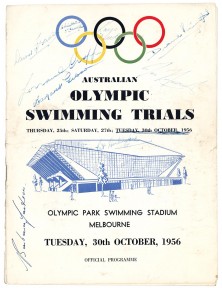 AUSTRALIAN
OLYMPIC
SWIMMING TRIALS
THURSDAY, 25th; SATURDAY, 27th; TUESDAY, 30th OCTOBER, 1956
OLYMPIC PARK SWIMMING STADIUM
MELBOURNE
TUESDAY, 30th OCTOBER, 1956
OFFICIAL PROGRAMME